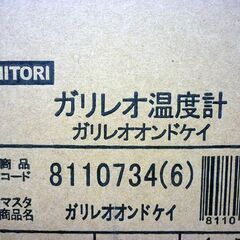 NITORI
ガリレオ温度計
ガリレオオンドケイ
商品
コード
8110734(6)
マスタ
商品名
ガリレオオンドケイ
8110